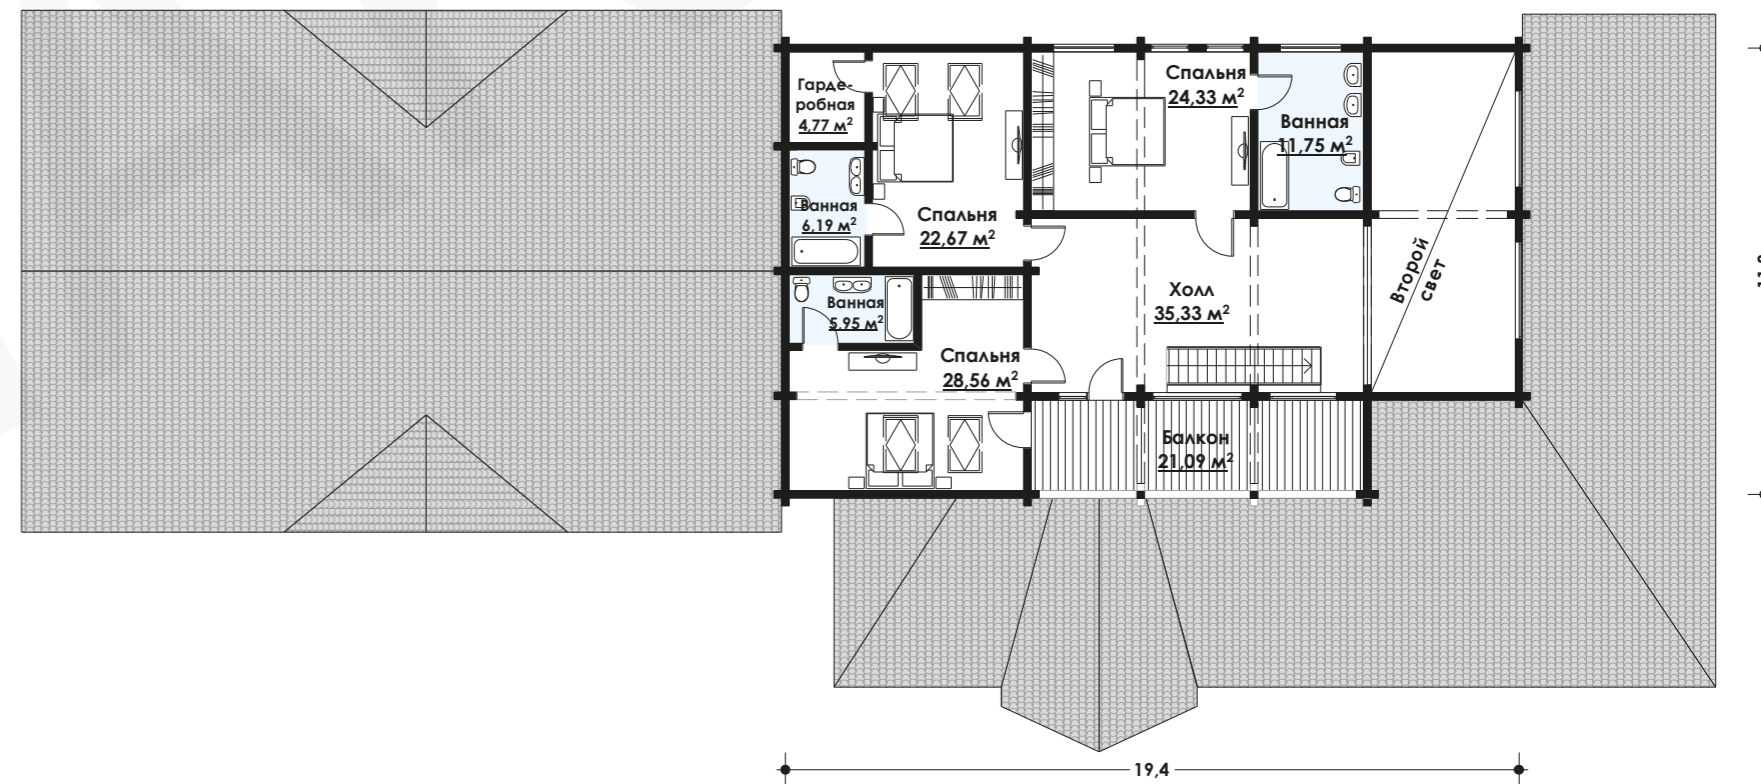 Гарде-
робная
4,77 м²
Спальня
24,33 м²
Ванная
11,75 м²
Ванная
6,19 м²
Спальня
22,67 м²
Второй
свет
Холл
35,33 м²
Ванная
5,95 м²
Спальня
28,56 м²
Балкон
21,09 м²
19,4